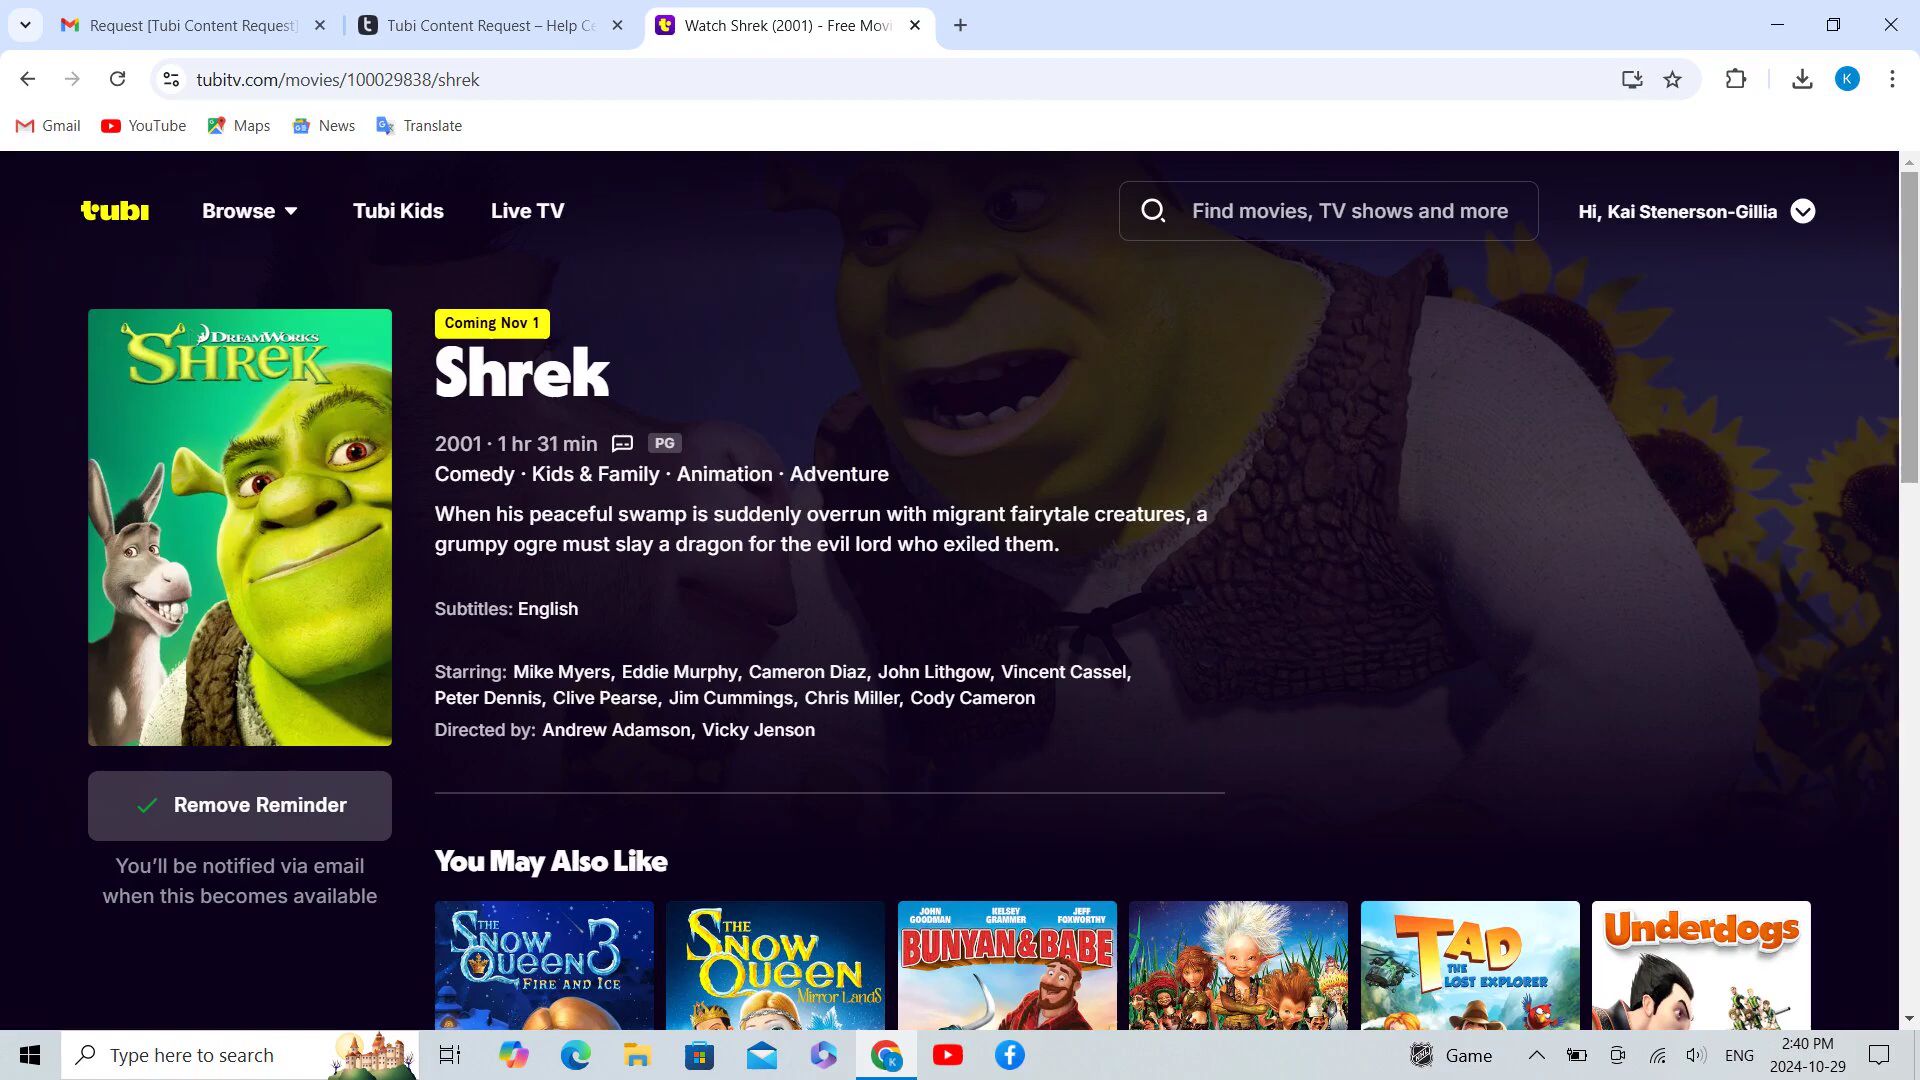 Request [Tubi Content Request]
Tubi Content Request – Help Ce
Watch Shrek (2001) - Free Movi
tubitv.com/movies/100029838/shrek
K
Gmail
YouTube
Maps
News
Translate
tubi
Browse
Tubi Kids
Live TV
Find movies, TV shows and more
Hi, Kai Stenerson-Gillia
DREAMWORKS
SHREK
Coming Nov 1
Shrek
2001 · 1 hr 31 min PG
Comedy · Kids & Family · Animation · Adventure
When his peaceful swamp is suddenly overrun with migrant fairytale creatures, a
grumpy ogre must slay a dragon for the evil lord who exiled them.
Subtitles: English
Starring: Mike Myers, Eddie Murphy, Cameron Diaz, John Lithgow, Vincent Cassel,
Peter Dennis, Clive Pearse, Jim Cummings, Chris Miller, Cody Cameron
Directed by: Andrew Adamson, Vicky Jenson
Remove Reminder
You'll be notified via email
when this becomes available
You May Also Like
THE
SNOW
QUEEN 3
FIRE AND ICE
THE
SNOW
QUEEN
Mirror Lands
JOHN GOODMAN KELSEY GRAMMER JEFF FOXWORTHY
BUNYAN & BABE
TAD
THE
LOST EXPLORER
Underdogs
Type here to search
Game
ENG
2:40 PM
2024-10-29